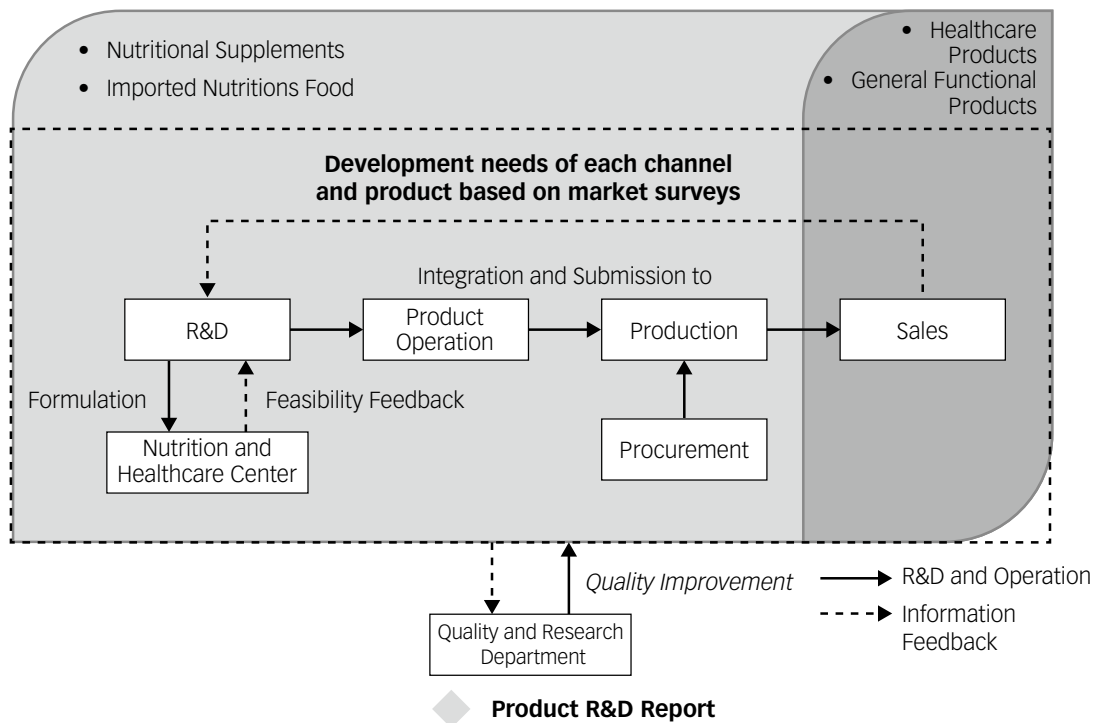 • Nutritional Supplements
• Imported Nutritions Food
• Healthcare
Products
• General Functional
Products
Development needs of each channel
and product based on market surveys
Integration and Submission to
R&D
Product
Operation
Production
Sales
Formulation
Feasibility Feedback
Nutrition and
Healthcare Center
Procurement
Quality Improvement
R&D and Operation
Information
Feedback
Quality and Research
Department
Product R&D Report